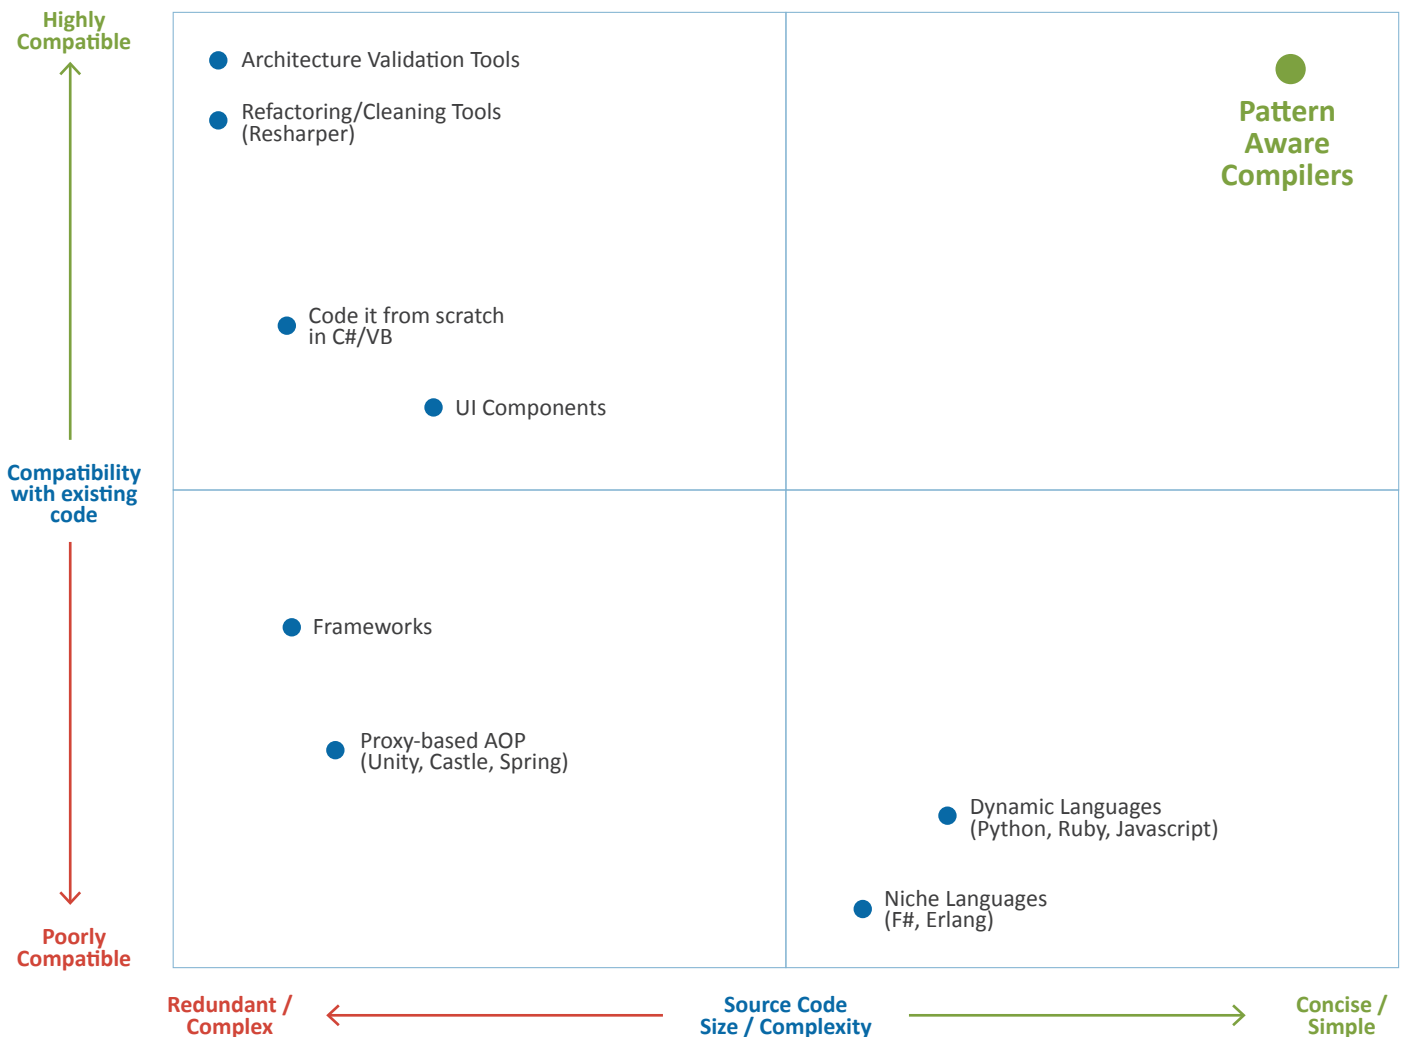 Highly
Compatible
Architecture Validation Tools
Refactoring/Cleaning Tools
(Resharper)
Pattern
Aware
Compilers
Code it from scratch
in C#/VB
UI Components
Compatibility
with existing
code
Frameworks
Proxy-based AOP
(Unity, Castle, Spring)
Dynamic Languages
(Python, Ruby, Javascript)
Niche Languages
(F#, Erlang)
Poorly
Compatible
Redundant /
Complex
Source Code
Size / Complexity
Concise /
Simple